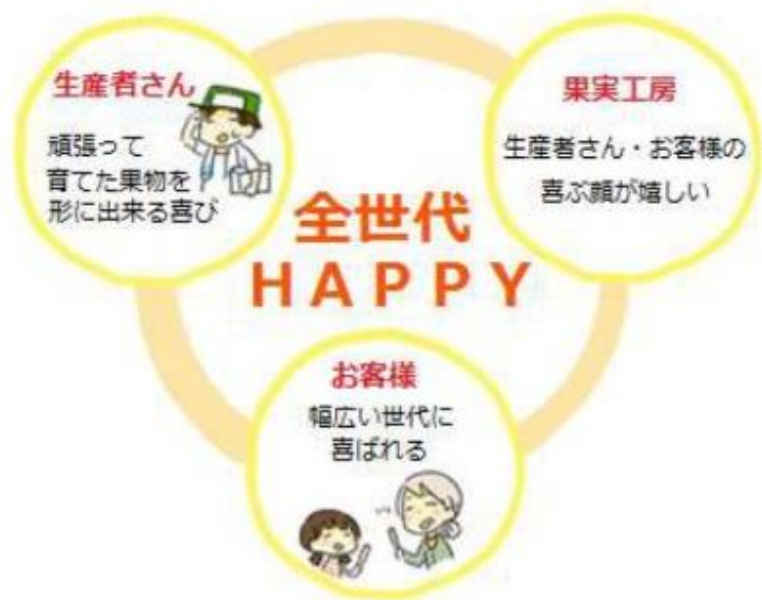 生産者さん
頑張って
育てた果物を
形に出来る喜び
果実工房
生産者さん・お客様の
喜ぶ顔が嬉しい
全世代
HAPPY
お客様
幅広い世代に
喜ばれる